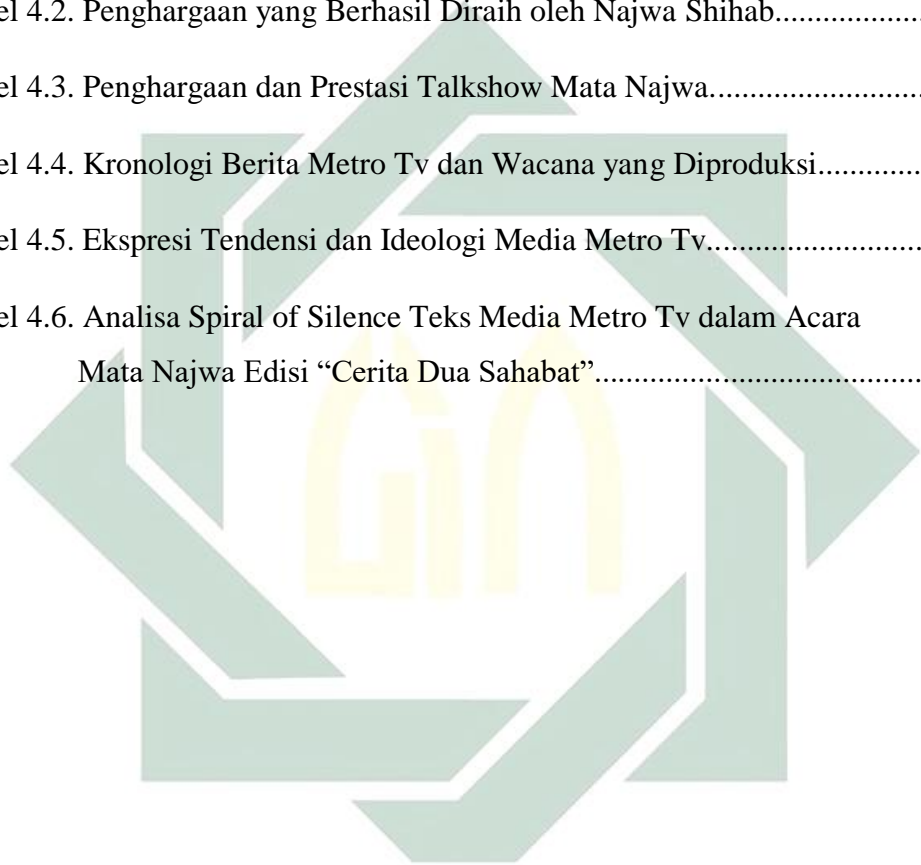 el 4.2. Penghargaan yang Berhasil Diraih oleh Najwa Shihab..................
el 4.3. Penghargaan dan Prestasi Talkshow Mata Najwa...........................
el 4.4. Kronologi Berita Metro Tv dan Wacana yang Diproduksi.............
el 4.5. Ekspresi Tendensi dan Ideologi Media Metro Tv...........................
el 4.6. Analisa Spiral of Silence Teks Media Metro Tv dalam Acara
Mata Najwa Edisi “Cerita Dua Sahabat”........................................